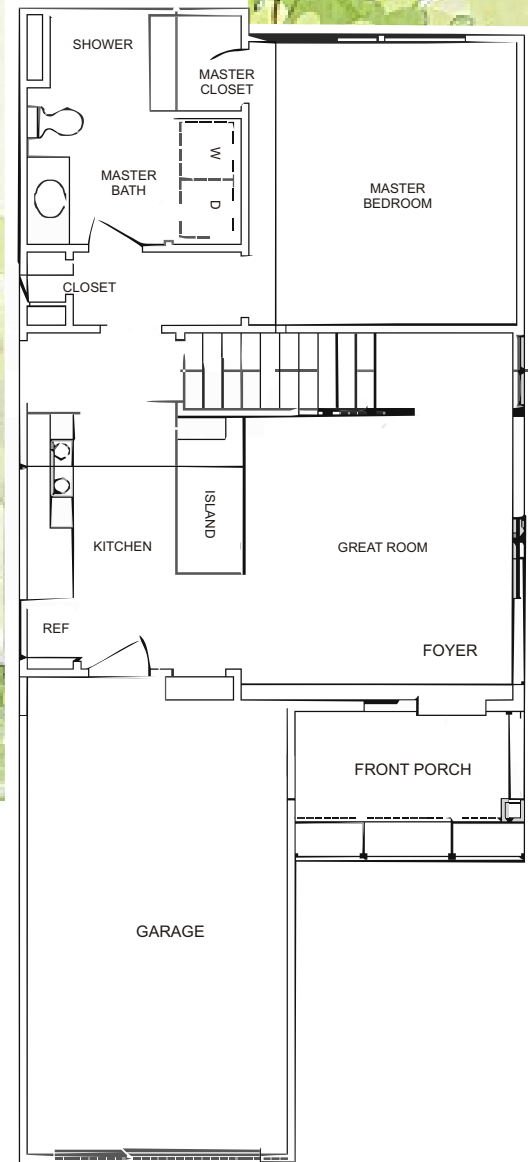 SHOWER
MASTER
CLOSET
W
D
MASTER
BATH
MASTER
BEDROOM
CLOSET
ISLAND
KITCHEN
GREAT ROOM
REF
FOYER
FRONT PORCH
GARAGE